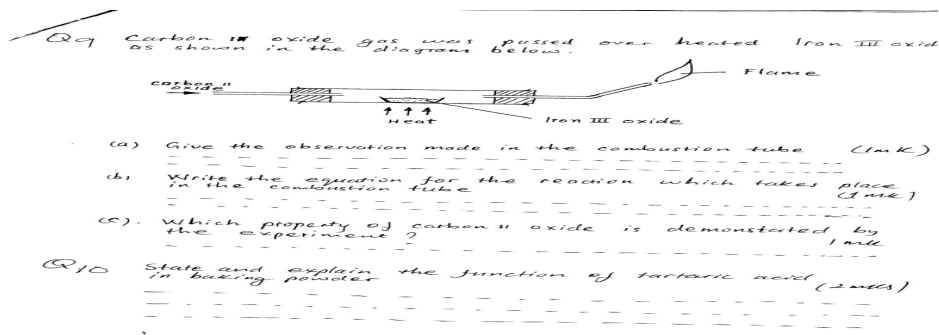 Q9 Carbon II oxide gas was passed over heated Iron III oxid
as shown in the diagram below.
Flame
carbon II
oxide
Heat
Iron III oxide
(a) Give the observation made in the combustion tube (1mk)
(b) Write the equation for the reaction which takes place
in the combustion tube (1mk)
(c). Which property of carbon II oxide is demonstated by
the experiment? 1mk
Q10 State and explain the function of tartaric acid
in baking powder (2mks)